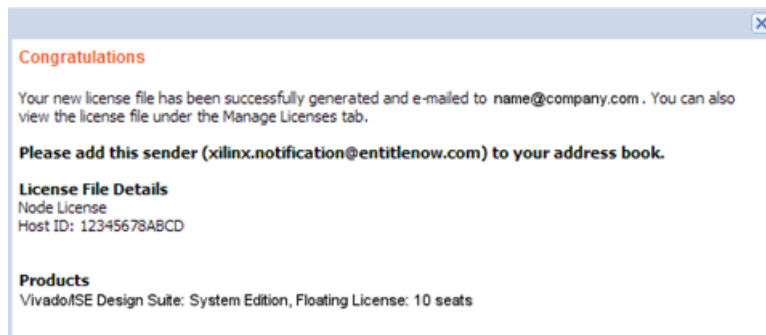 Congratulations
Your new license file has been successfully generated and e-mailed to name@company.com . You can also
view the license file under the Manage Licenses tab.
Please add this sender (xilinx.notification@entitlenow.com) to your address book.
License File Details
Node License
Host ID: 12345678ABCD
Products
Vivado/ISE Design Suite: System Edition, Floating License: 10 seats